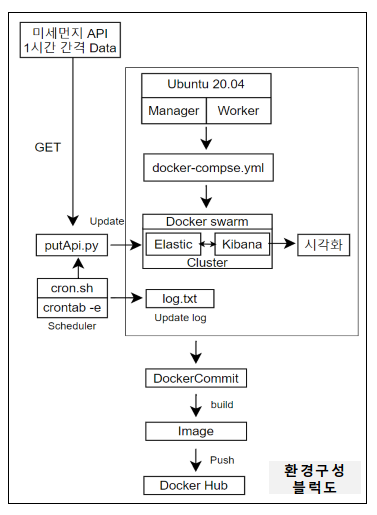 미세먼지 API
1시간 간격 Data
Ubuntu 20.04
Manager
Worker
GET
docker-compse.yml
Update
Docker swarm
putApi.py
Elastic
Kibana
시각화
Cluster
cron.sh
crontab -e
Scheduler
log.txt
Update log
DockerCommit
build
Image
Push
Docker Hub
환경구성
블럭도